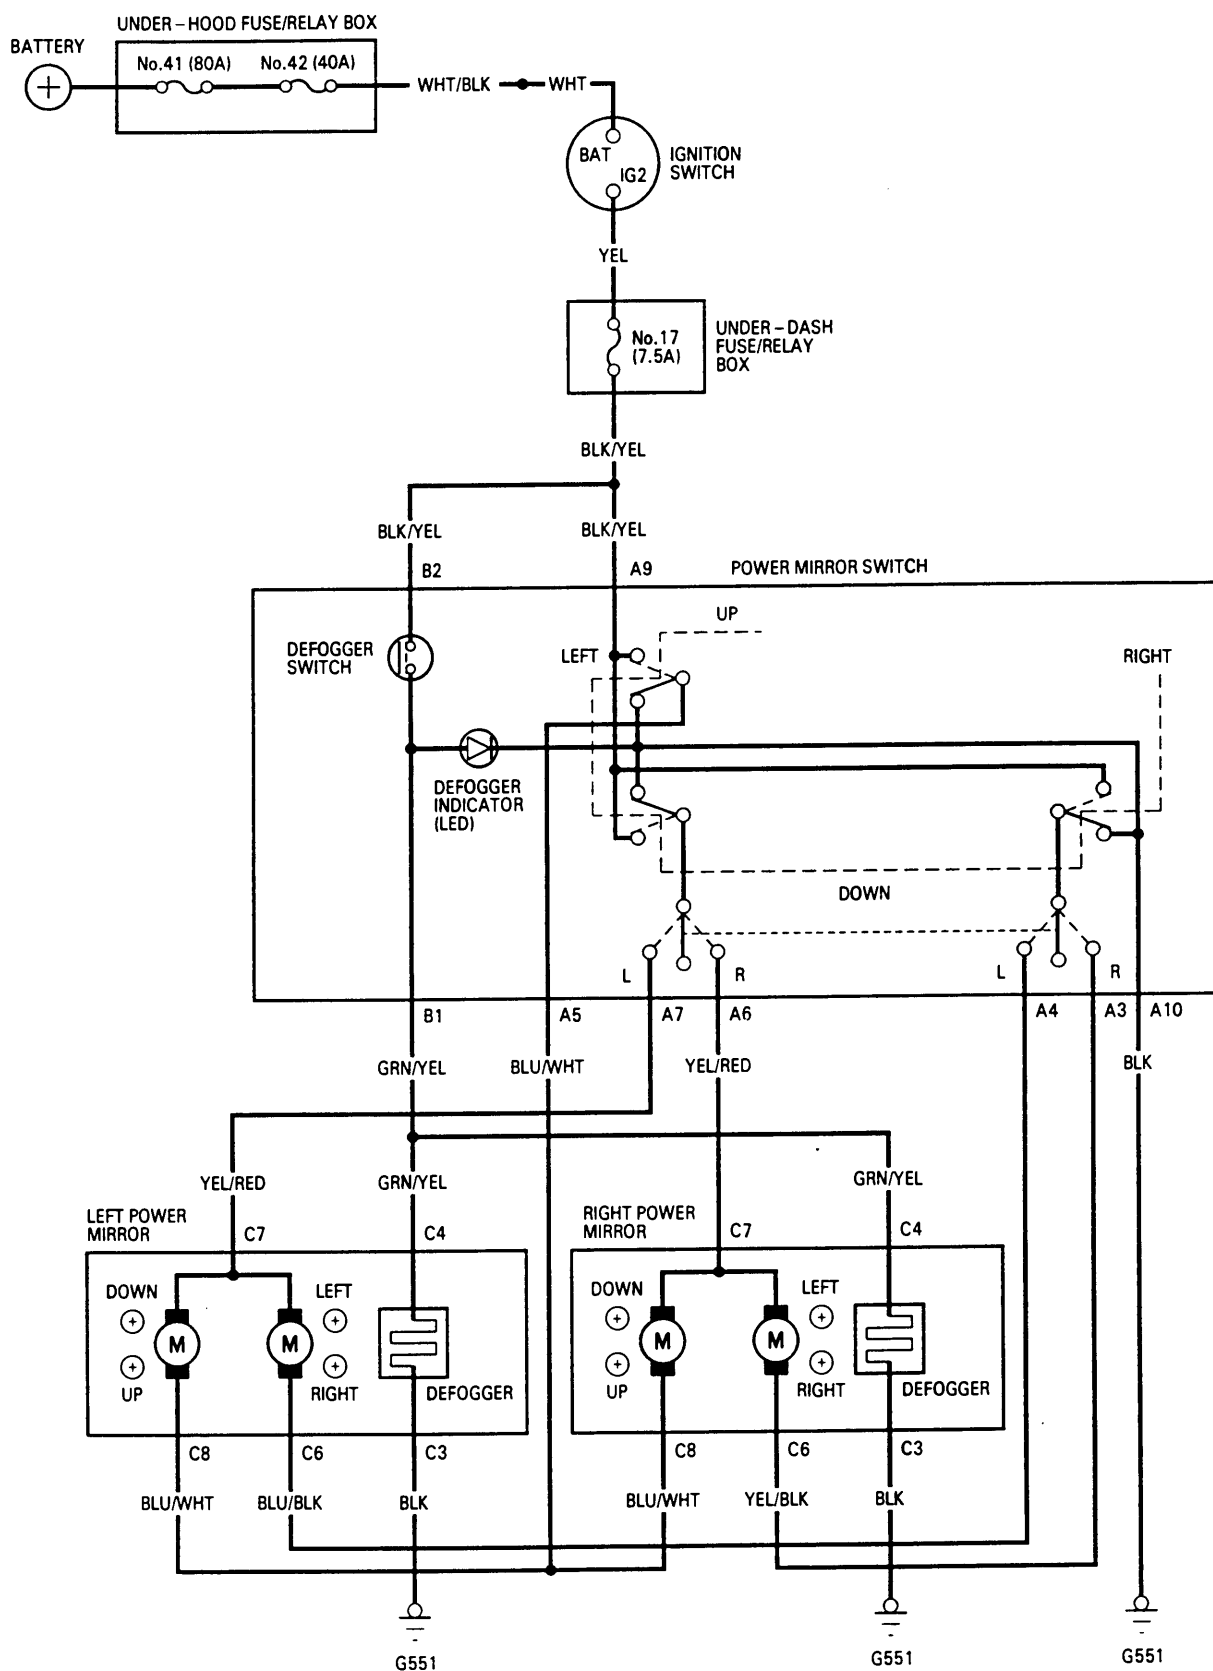 UNDER-HOOD FUSE/RELAY BOX
BATTERY
+
No.41 (80A)
No.42 (40A)
WHT/BLK
WHT
BAT
IG2
IGNITION
SWITCH
YEL
No.17
(7.5A)
UNDER-DASH
FUSE/RELAY
BOX
BLK/YEL
BLK/YEL
BLK/YEL
B2
A9
POWER MIRROR SWITCH
UP
DEFOGGER
SWITCH
LEFT
RIGHT
DEFOGGER
INDICATOR
(LED)
DOWN
L
R
L
R
B1
A5
A7
A6
A4
A3
A10
GRN/YEL
BLU/WHT
YEL/RED
BLK
YEL/RED
GRN/YEL
GRN/YEL
LEFT POWER
MIRROR
C7
C4
RIGHT POWER
MIRROR
C7
C4
DOWN
+
+
UP
M
M
LEFT
+
+
RIGHT
DEFOGGER
DOWN
+
+
UP
M
M
LEFT
+
+
RIGHT
DEFOGGER
C8
C6
C3
C8
C6
C3
BLU/WHT
BLU/BLK
BLK
BLU/WHT
YEL/BLK
BLK
G551
G551
G551